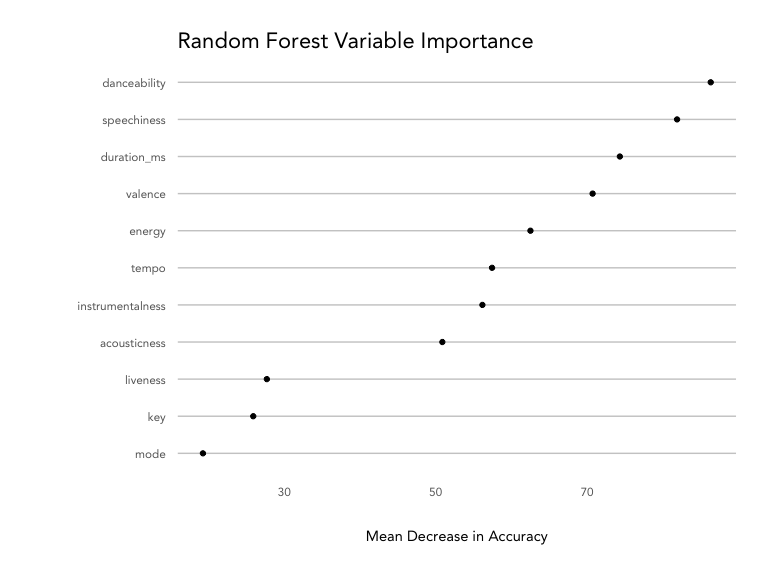 Random Forest Variable Importance
danceability
speechiness
duration_ms
valence
energy
tempo
instrumentalness
acousticness
liveness
key
mode
30 50 70
Mean Decrease in Accuracy